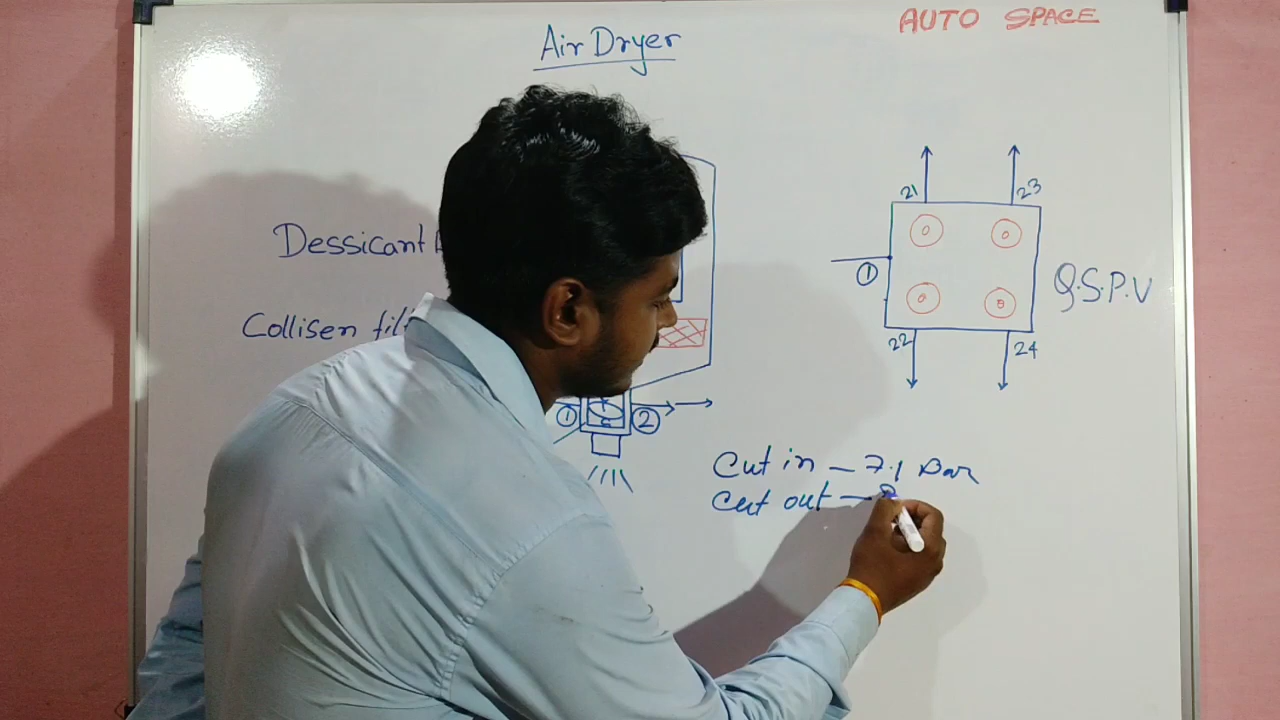 Air Dryer
AUTO SPACE
Dessicant
Collisen fil
① ②
21 23
①
22 24
Q.S.P.V
Cut in — 7.1 Bar
Cut out —